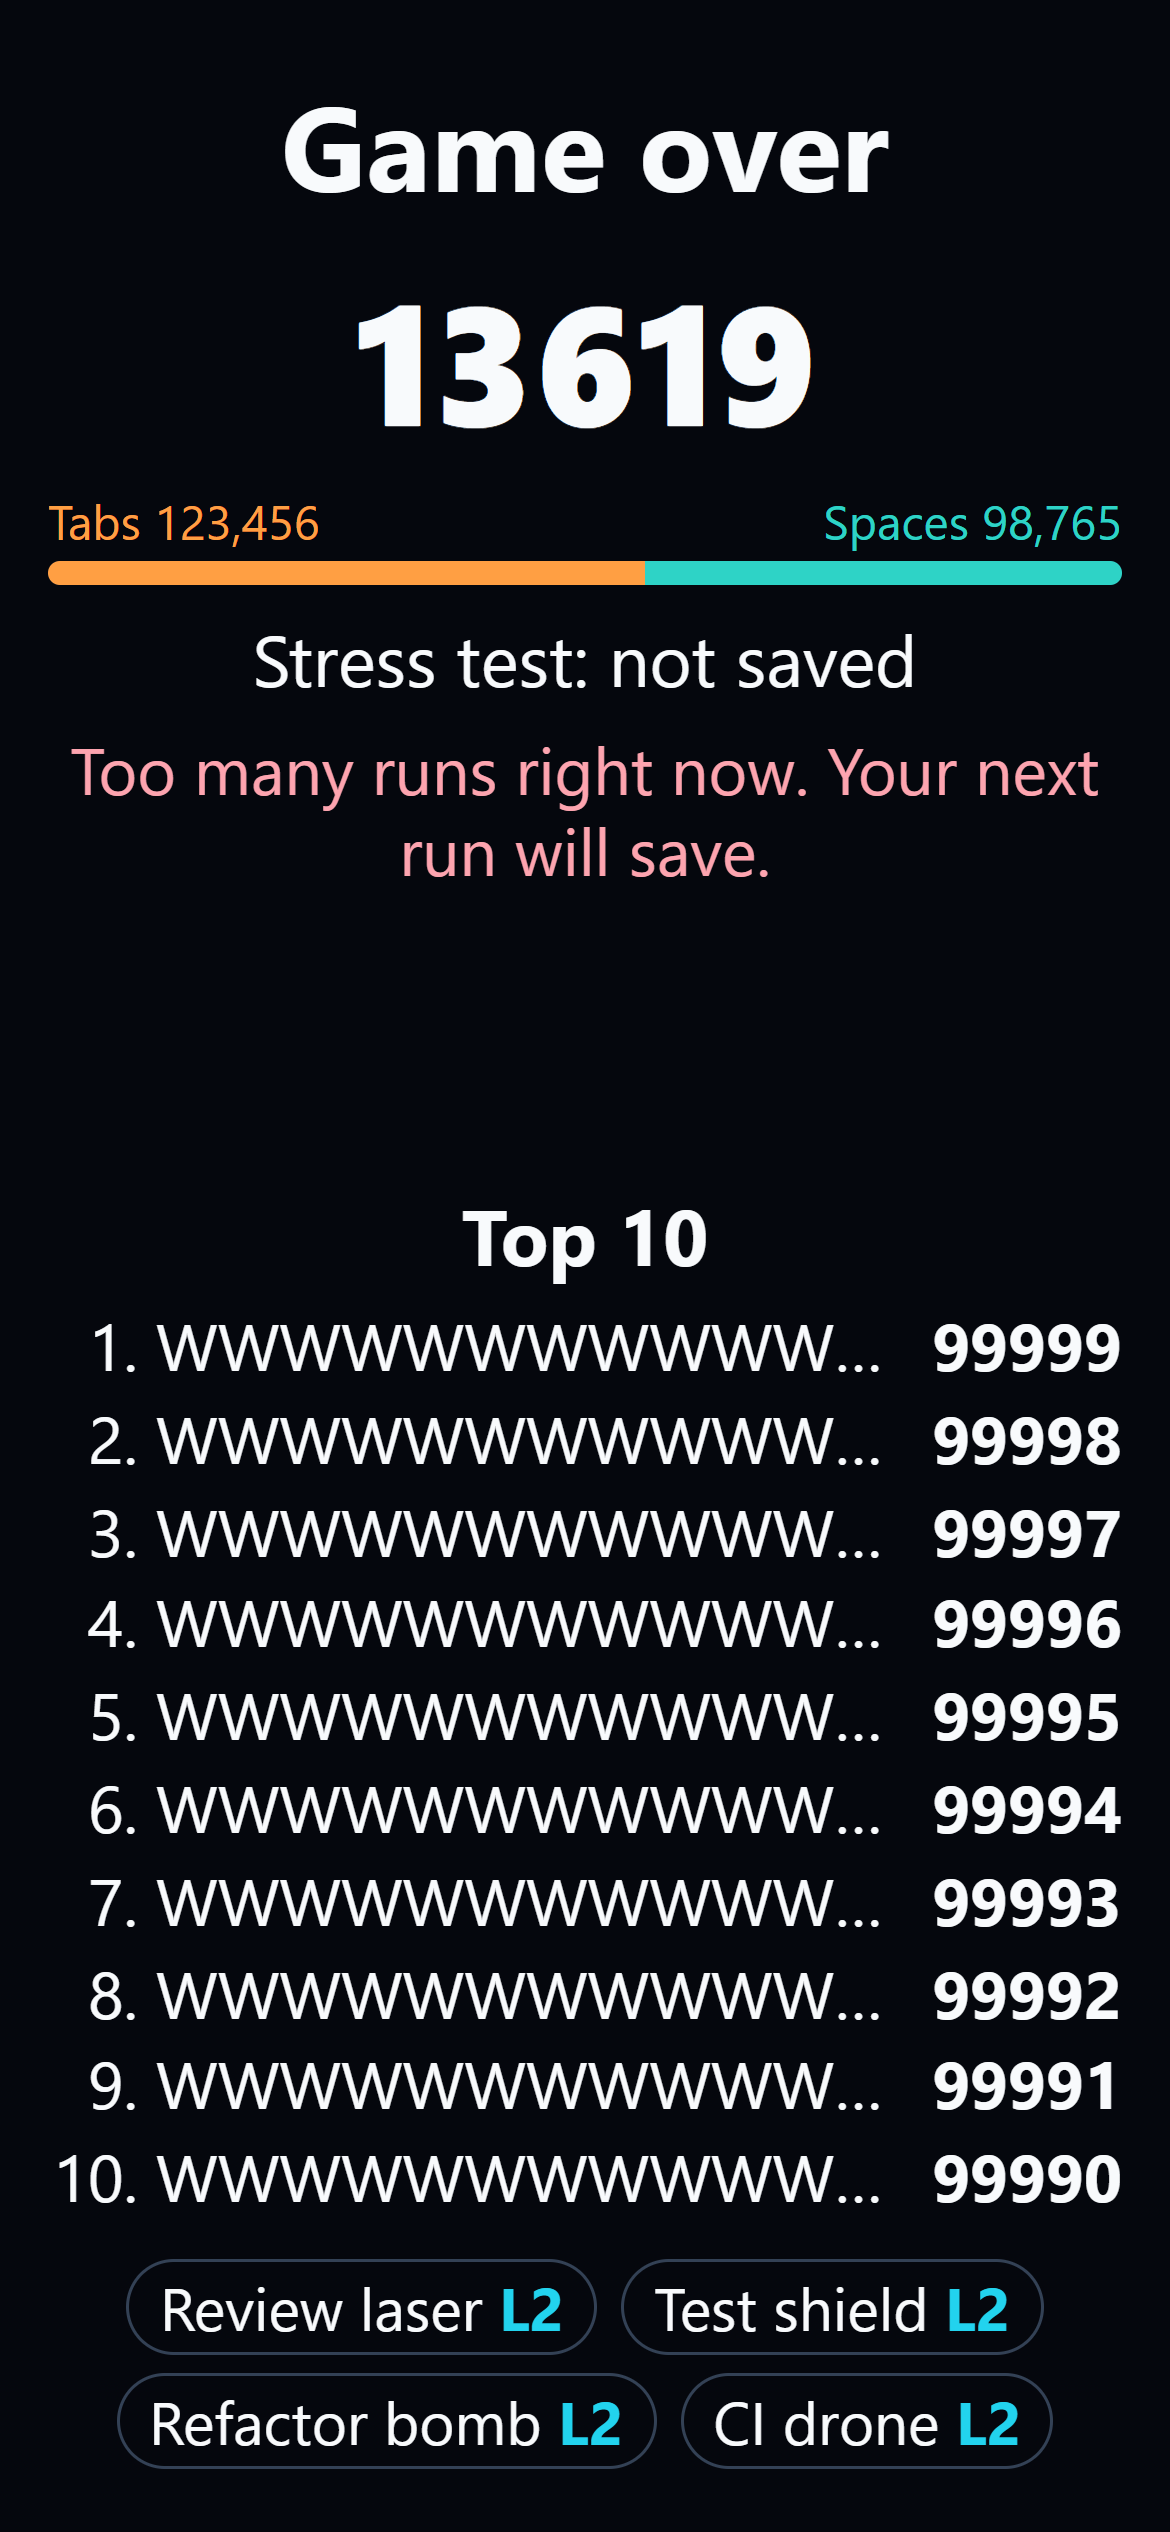 Game over
13619
Tabs 123,456 Spaces 98,765
Stress test: not saved
Too many runs right now. Your next
run will save.
Top 10
1. WWWWWWWWWWW... 99999
2. WWWWWWWWWWW... 99998
3. WWWWWWWWWWW... 99997
4. WWWWWWWWWWW... 99996
5. WWWWWWWWWWW... 99995
6. WWWWWWWWWWW... 99994
7. WWWWWWWWWWW... 99993
8. WWWWWWWWWWW... 99992
9. WWWWWWWWWWW... 99991
10. WWWWWWWWWWW... 99990
Review laser L2 Test shield L2
Refactor bomb L2 CI drone L2